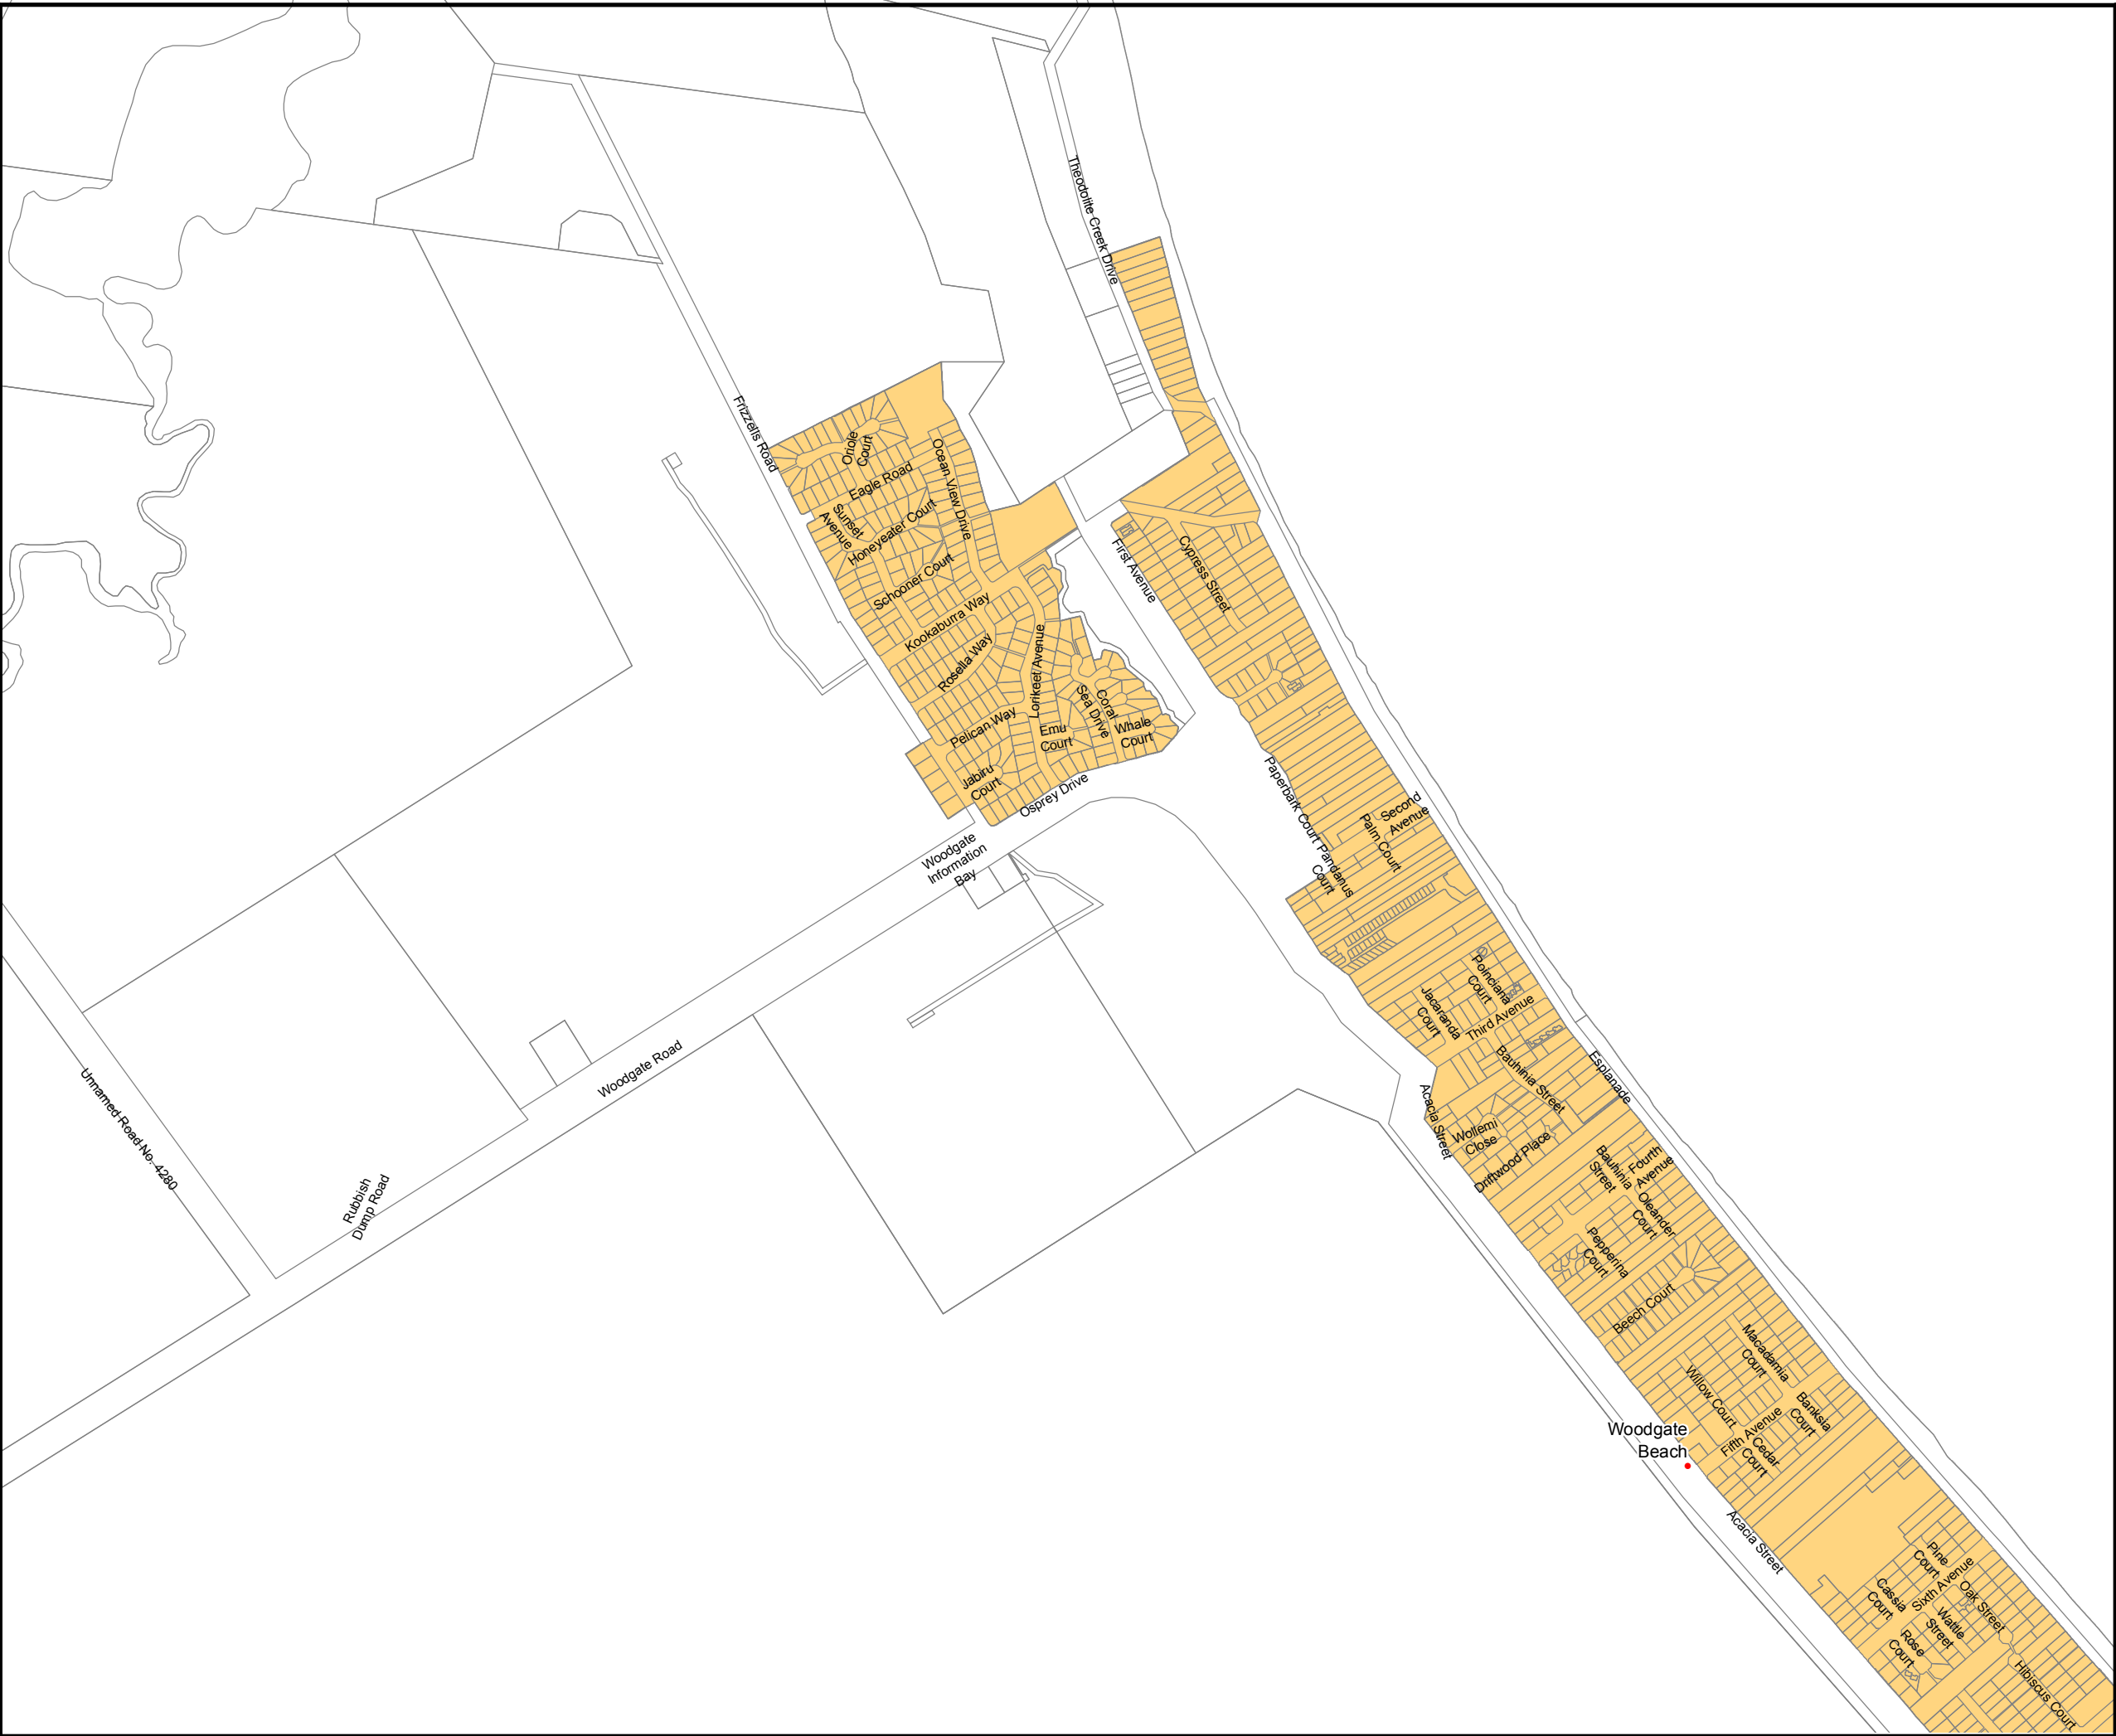 Theodolite Creek Drive
Frizzells Road
Oriole
Court
Ocean View Drive
Eagle Road
Sunset
Avenue
Honeyeater Court
Schooner Court
First Avenue
Cypress Street
Kookaburra Way
Rosella Way
Lorikeet Avenue
Coral
Sea Drive
Pelican Way
Emu
Court
Whale
Court
Jabiru
Court
Osprey Drive
Paperbark Court
Second
Avenue
Palm Court
Pandanus
Court
Woodgate
Information
Bay
Poinciana
Court
Jacaranda
Court
Third Avenue
Woodgate Road
Bauhinia Street
Esplanade
Acacia Street
Wollemi
Close
Driftwood Place
Unnamed Road No. 4280
Rubbish
Dump Road
Bauhinia
Street
Fourth
Avenue
Oleander
Court
Pepperina
Court
Beech Court
Macadamia
Court
Willow Court
Banksia
Court
Fifth Avenue
Cedar
Court
Woodgate
Beach
Acacia Street
Pine
Court
Sixth Avenue
Cassia
Court
Oak Street
Wattle
Street
Rose
Court
Hibiscus Court